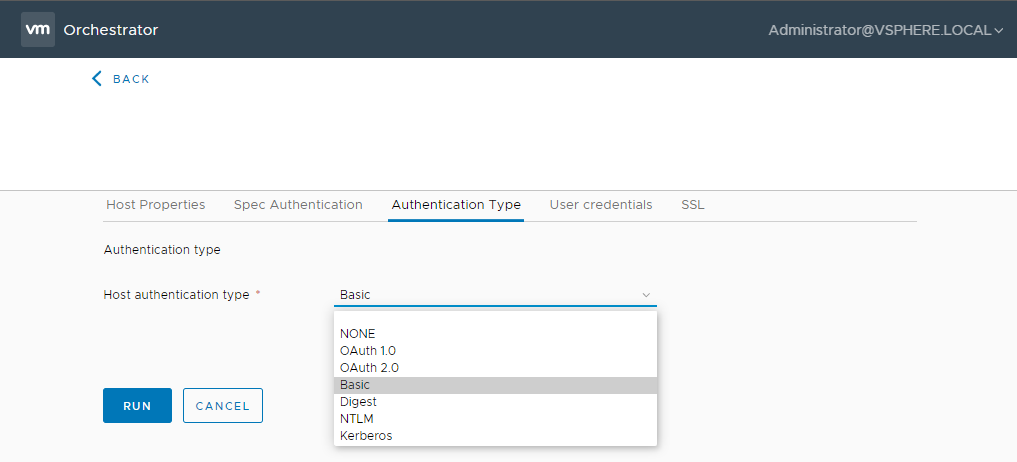 vm Orchestrator Administrator@VSPHERE.LOCAL
BACK
Host Properties Spec Authentication Authentication Type User credentials SSL
Authentication type
Host authentication type * Basic
NONE
OAuth 1.0
OAuth 2.0
Basic
Digest
NTLM
Kerberos
RUN CANCEL